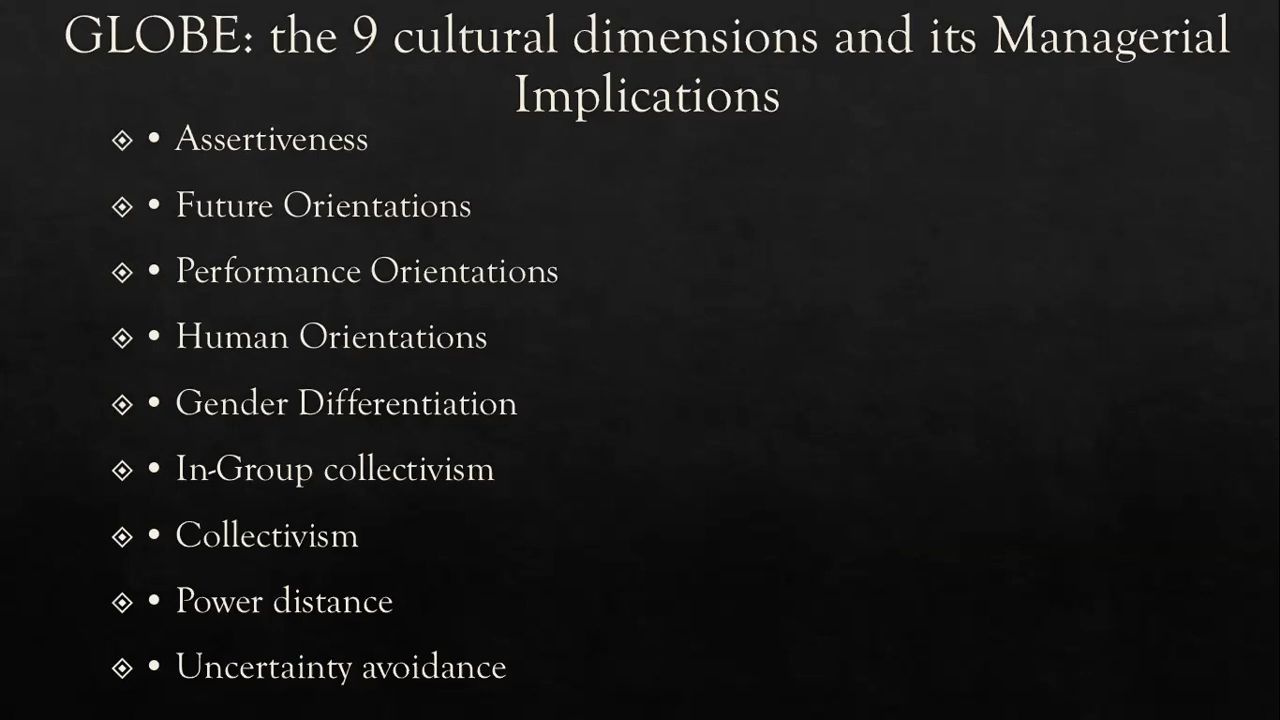 GLOBE: the 9 cultural dimensions and its Managerial
Implications
• Assertiveness
• Future Orientations
• Performance Orientations
• Human Orientations
• Gender Differentiation
• In-Group collectivism
• Collectivism
• Power distance
• Uncertainty avoidance